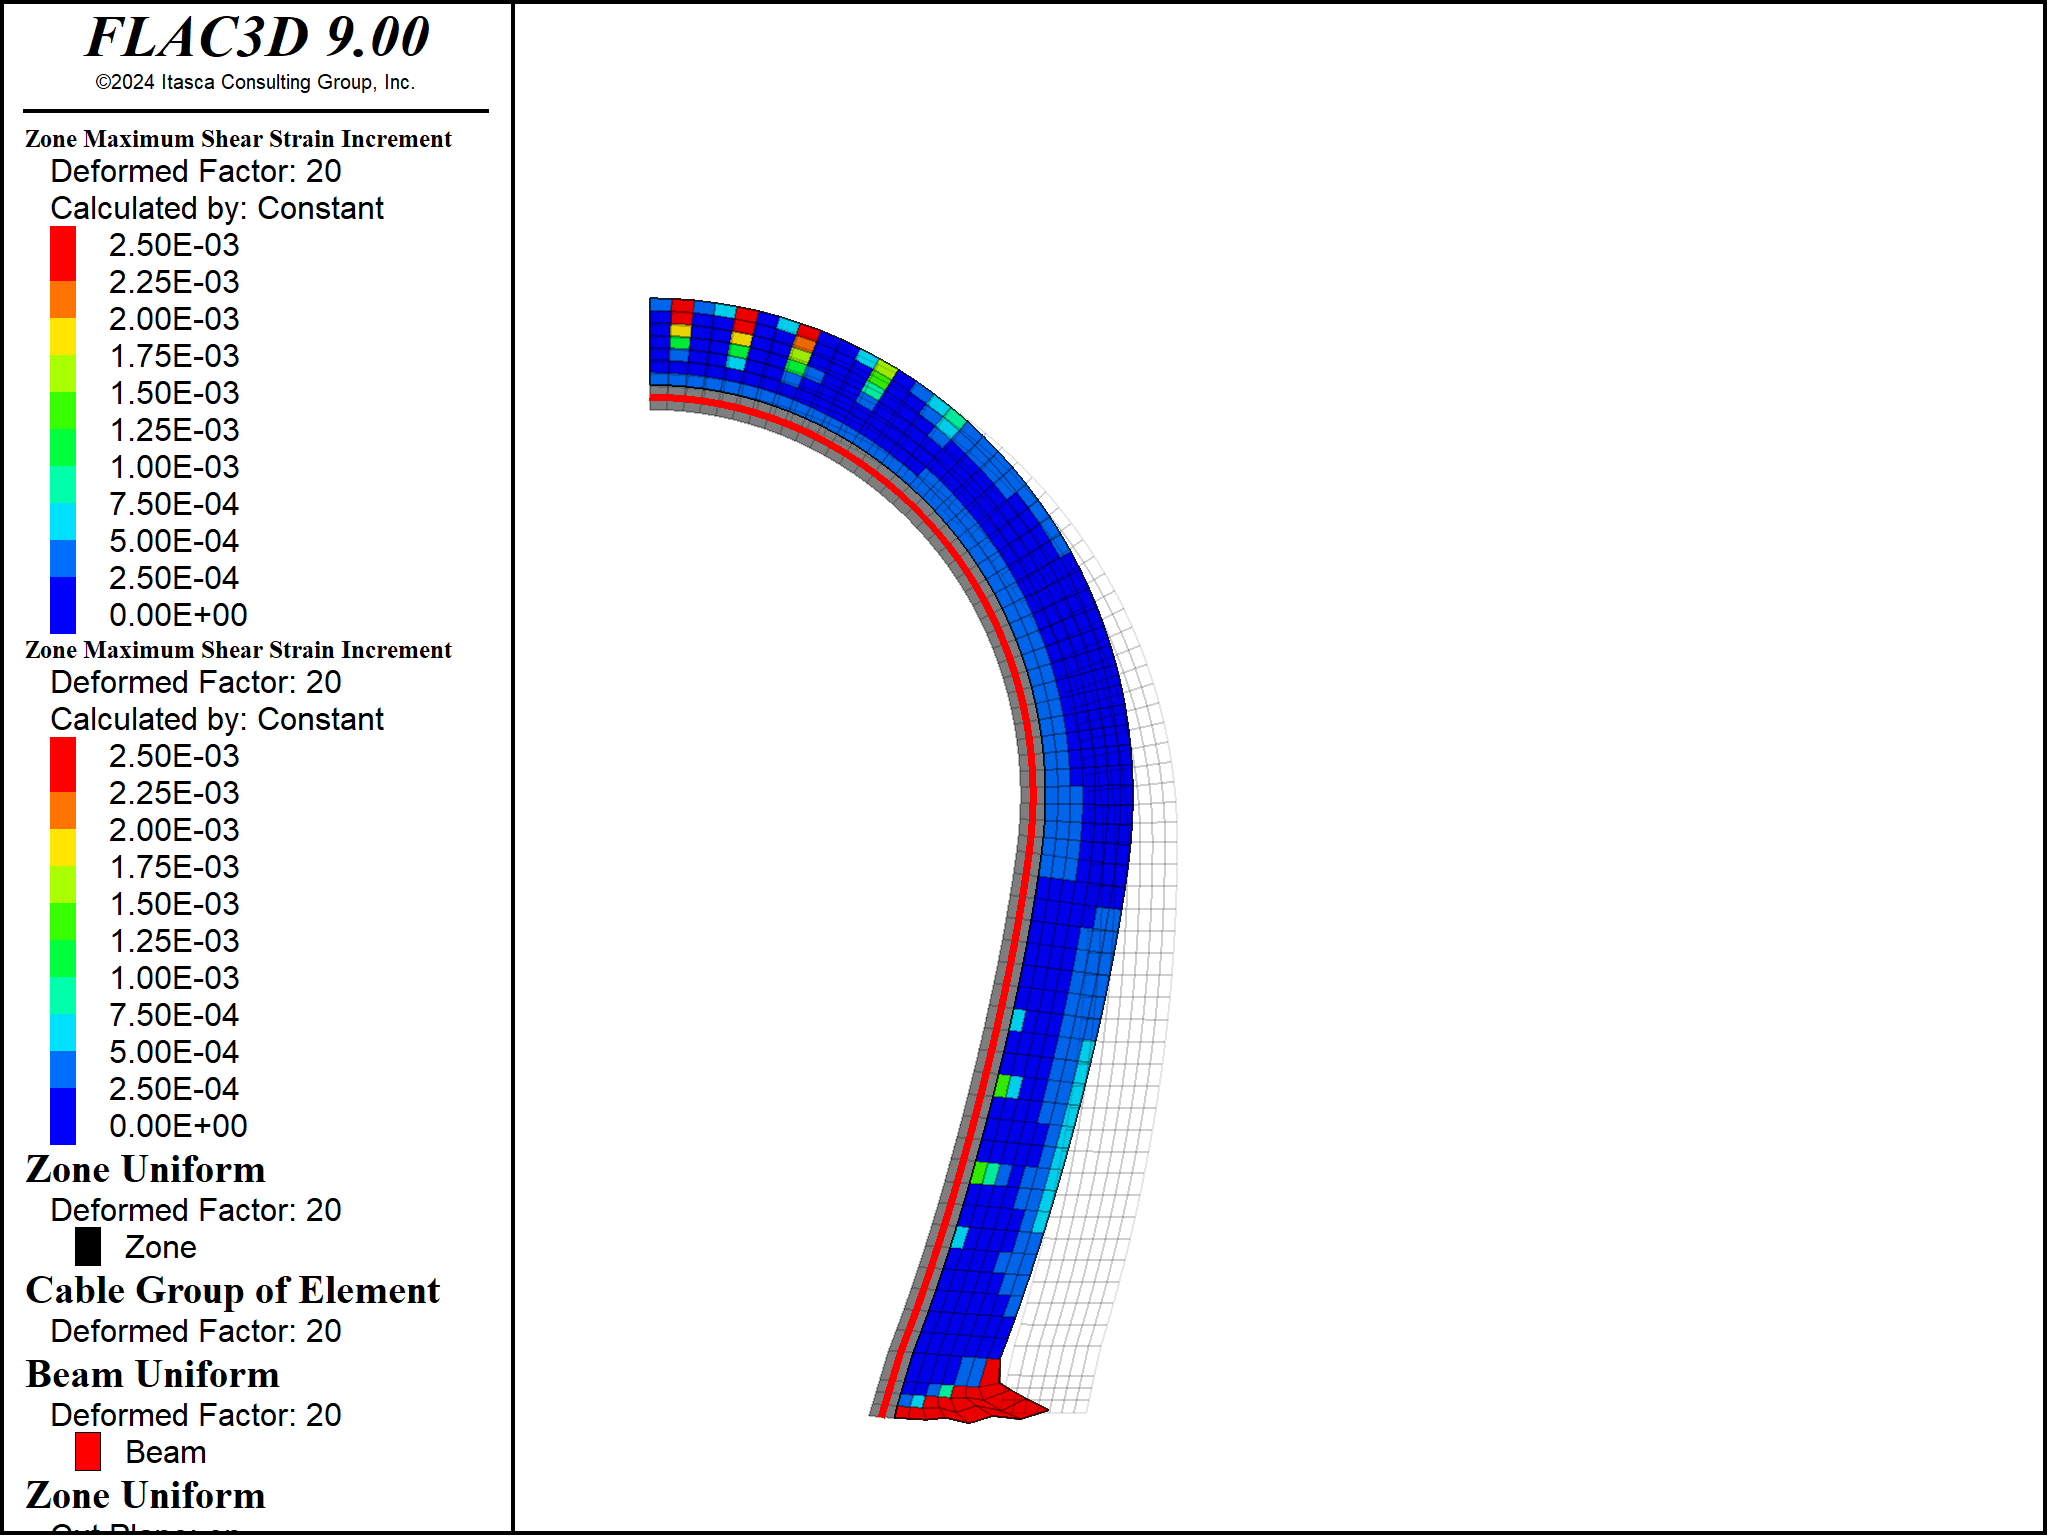 FLAC3D 9.00
©2024 Itasca Consulting Group, Inc.
Zone Maximum Shear Strain Increment
Deformed Factor: 20
Calculated by: Constant
2.50E-03
2.25E-03
2.00E-03
1.75E-03
1.50E-03
1.25E-03
1.00E-03
7.50E-04
5.00E-04
2.50E-04
0.00E+00
Zone Maximum Shear Strain Increment
Deformed Factor: 20
Calculated by: Constant
2.50E-03
2.25E-03
2.00E-03
1.75E-03
1.50E-03
1.25E-03
1.00E-03
7.50E-04
5.00E-04
2.50E-04
0.00E+00
Zone Uniform
Deformed Factor: 20
Zone
Cable Group of Element
Deformed Factor: 20
Beam Uniform
Deformed Factor: 20
Beam
Zone Uniform